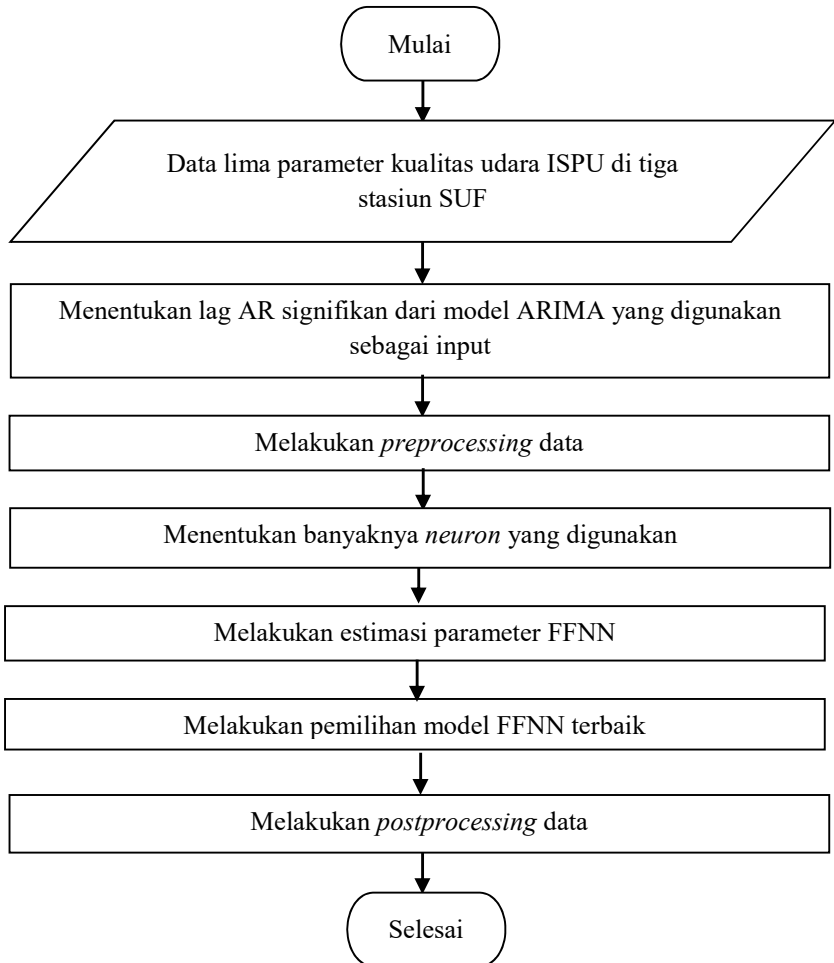 Mulai
Data lima parameter kualitas udara ISPU di tiga
stasiun SUF
Menentukan lag AR signifikan dari model ARIMA yang digunakan
sebagai input
Melakukan preprocessing data
Menentukan banyaknya neuron yang digunakan
Melakukan estimasi parameter FFNN
Melakukan pemilihan model FFNN terbaik
Melakukan postprocessing data
Selesai